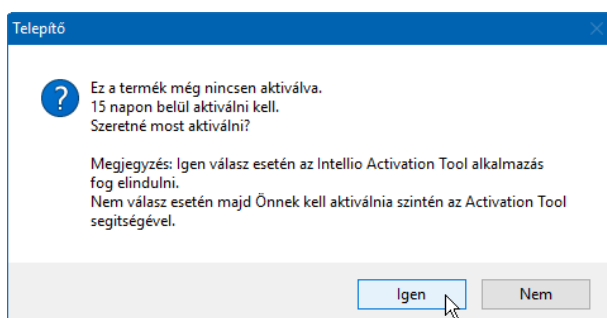 Telepítő
Ez a termék még nincsen aktiválva.
15 napon belül aktiválni kell.
Szeretné most aktiválni?
Megjegyzés: Igen válasz esetén az Intellio Activation Tool alkalmazás
fog elindulni.
Nem válasz esetén majd Önnek kell aktiválnia szintén az Activation Tool
segitségével.
Igen
Nem